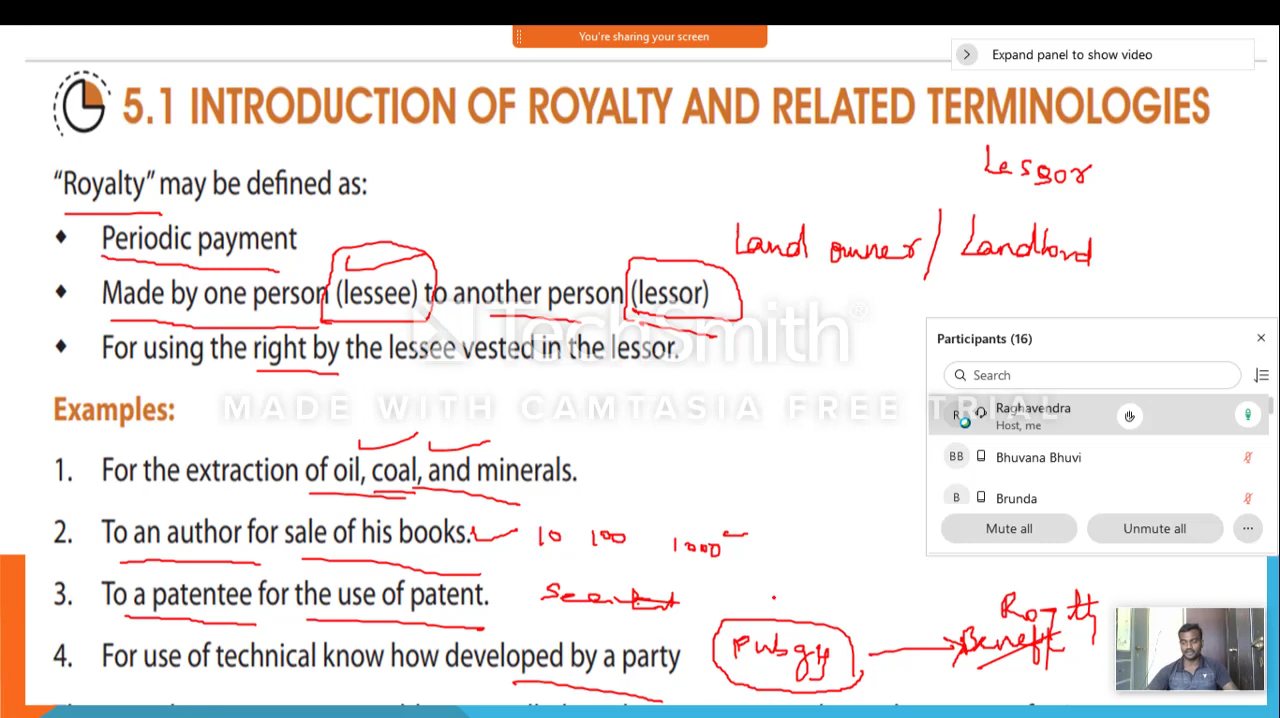 You're sharing your screen
Expand panel to show video
5.1 INTRODUCTION OF ROYALTY AND RELATED TERMINOLOGIES
Lessor
"Royalty" may be defined as:
♦ Periodic payment
Land owner / Landlord
♦ Made by one person (lessee) to another person (lessor)
TechSmith®
♦ For using the right by the lessee vested in the lessor.
MADE WITH CAMTASIA FREE TRIAL
Examples:
1. For the extraction of oil, coal, and minerals.
2. To an author for sale of his books.
10 100 1000
3. To a patentee for the use of patent.
4. For use of technical know how developed by a party
Pubgy
Benefit
Participants (16)
Search
R
Raghavendra
Host, me
BB
Bhuvana Bhuvi
B
Brunda
Mute all
Unmute all
...